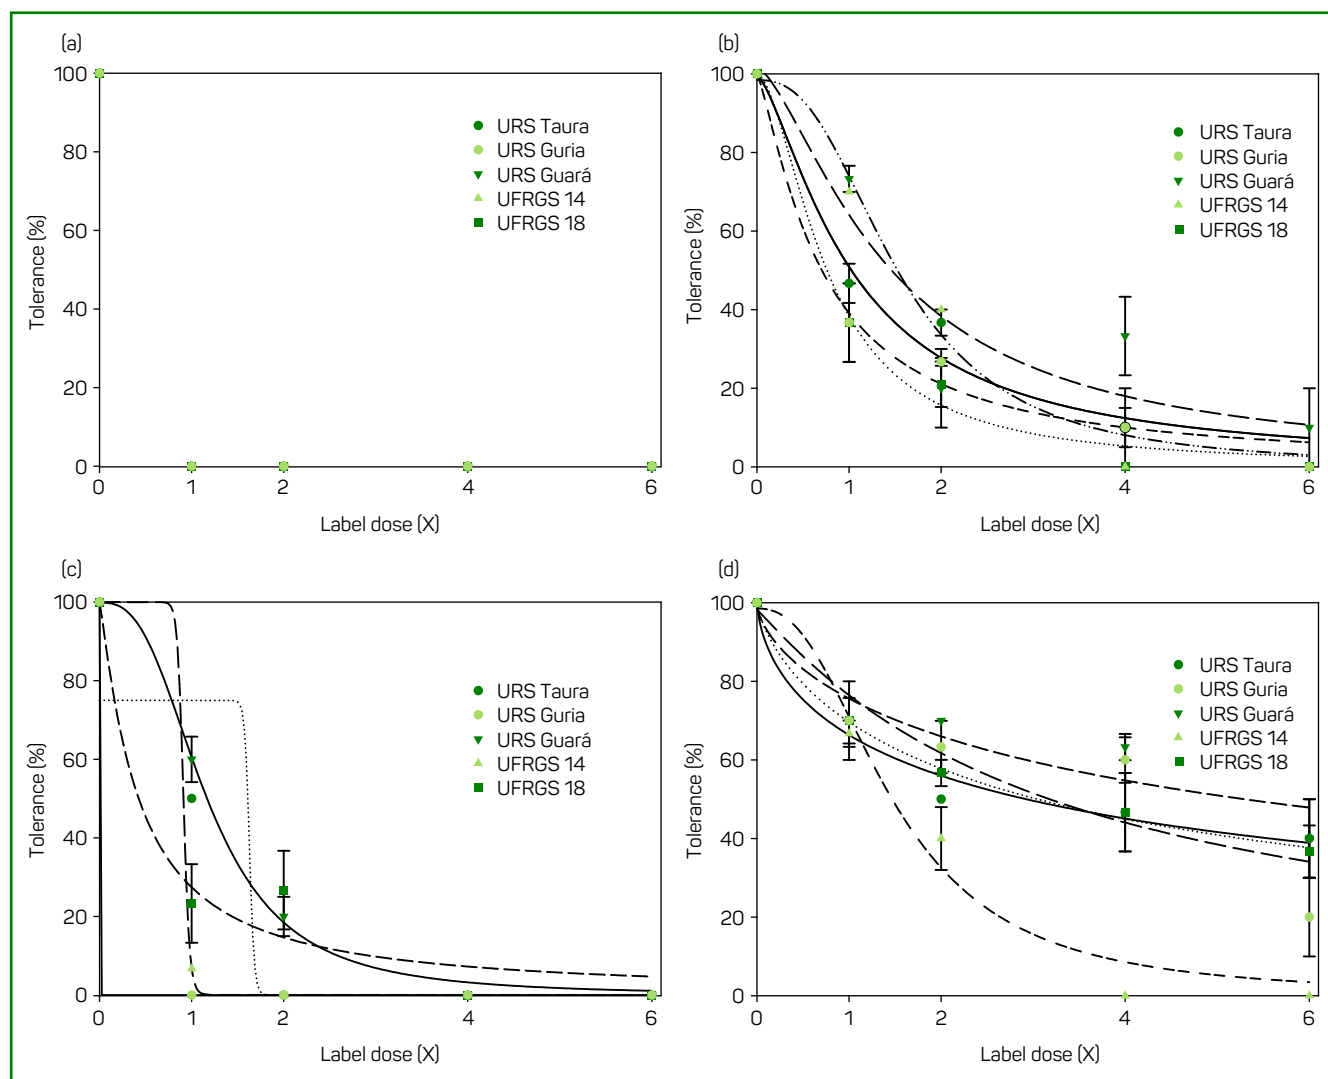 (a)
100
80
60
40
20
0
Tolerance (%)
URS Taura
URS Guria
URS Guará
UFRGS 14
UFRGS 18
0 1 2 4 6
Label dose (X)
(b)
100
80
60
40
20
0
Tolerance (%)
URS Taura
URS Guria
URS Guará
UFRGS 14
UFRGS 18
0 1 2 4 6
Label dose (X)
(c)
100
80
60
40
20
0
Tolerance (%)
URS Taura
URS Guria
URS Guará
UFRGS 14
UFRGS 18
0 1 2 4 6
Label dose (X)
(d)
100
80
60
40
20
0
Tolerance (%)
URS Taura
URS Guria
URS Guará
UFRGS 14
UFRGS 18
0 1 2 4 6
Label dose (X)